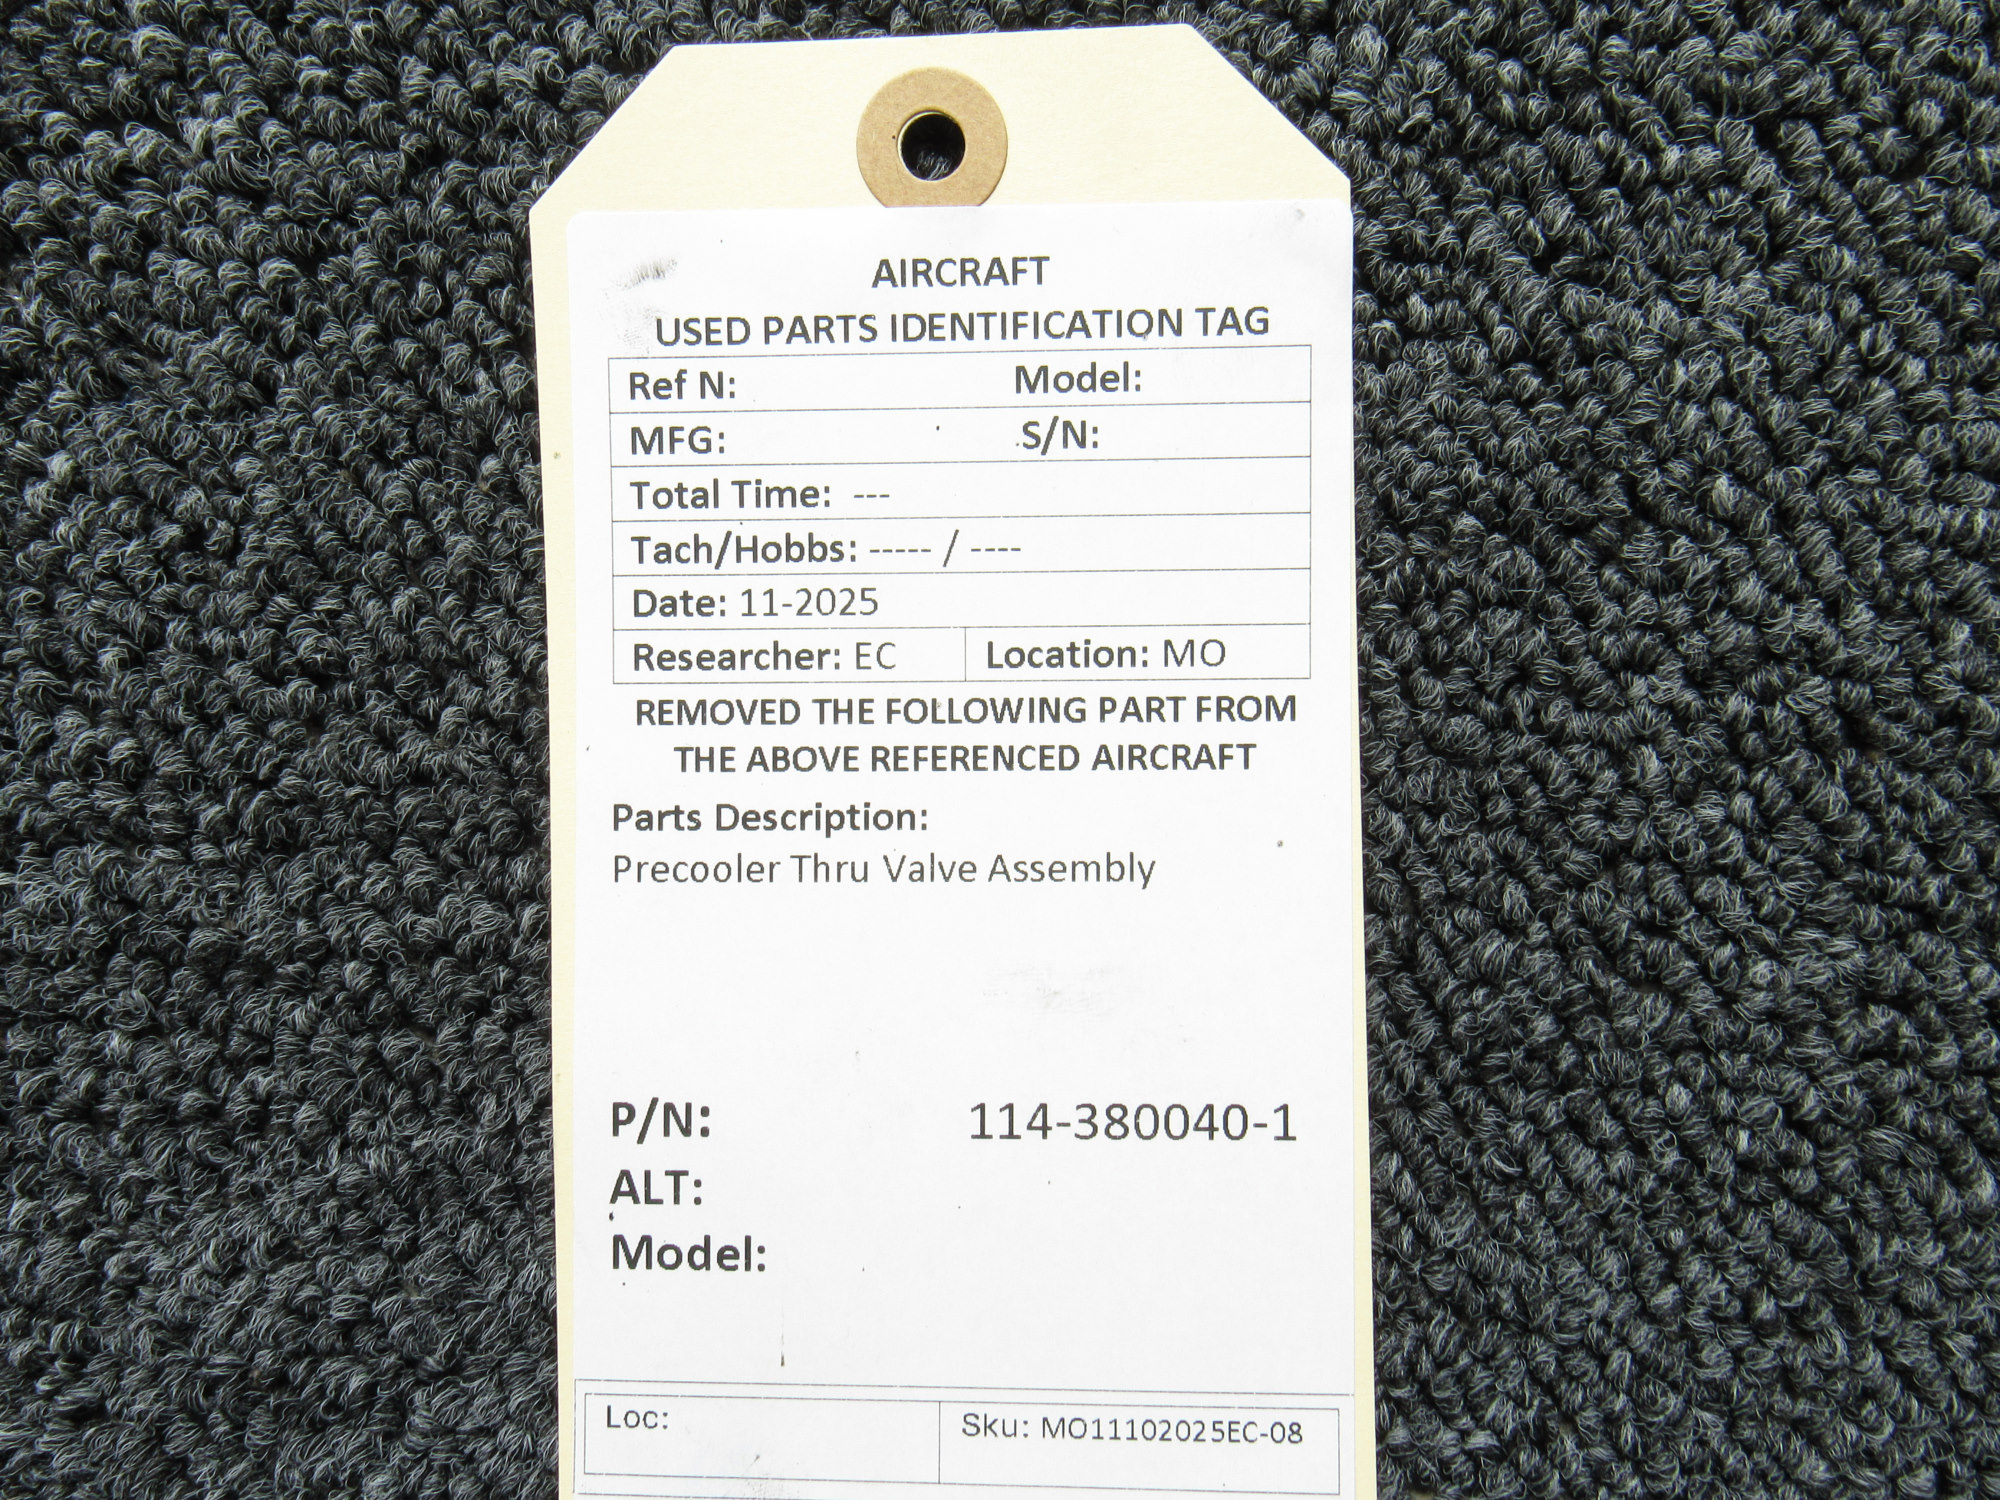 AIRCRAFT
USED PARTS IDENTIFICATION TAG
Ref N: Model:
MFG: S/N:
Total Time: ---
Tach/Hobbs: ----- / ----
Date: 11-2025
Researcher: EC Location: MO
REMOVED THE FOLLOWING PART FROM
THE ABOVE REFERENCED AIRCRAFT
Parts Description:
Precooler Thru Valve Assembly
P/N: 114-380040-1
ALT:
Model:
Loc: Sku: MO11102025EC-08